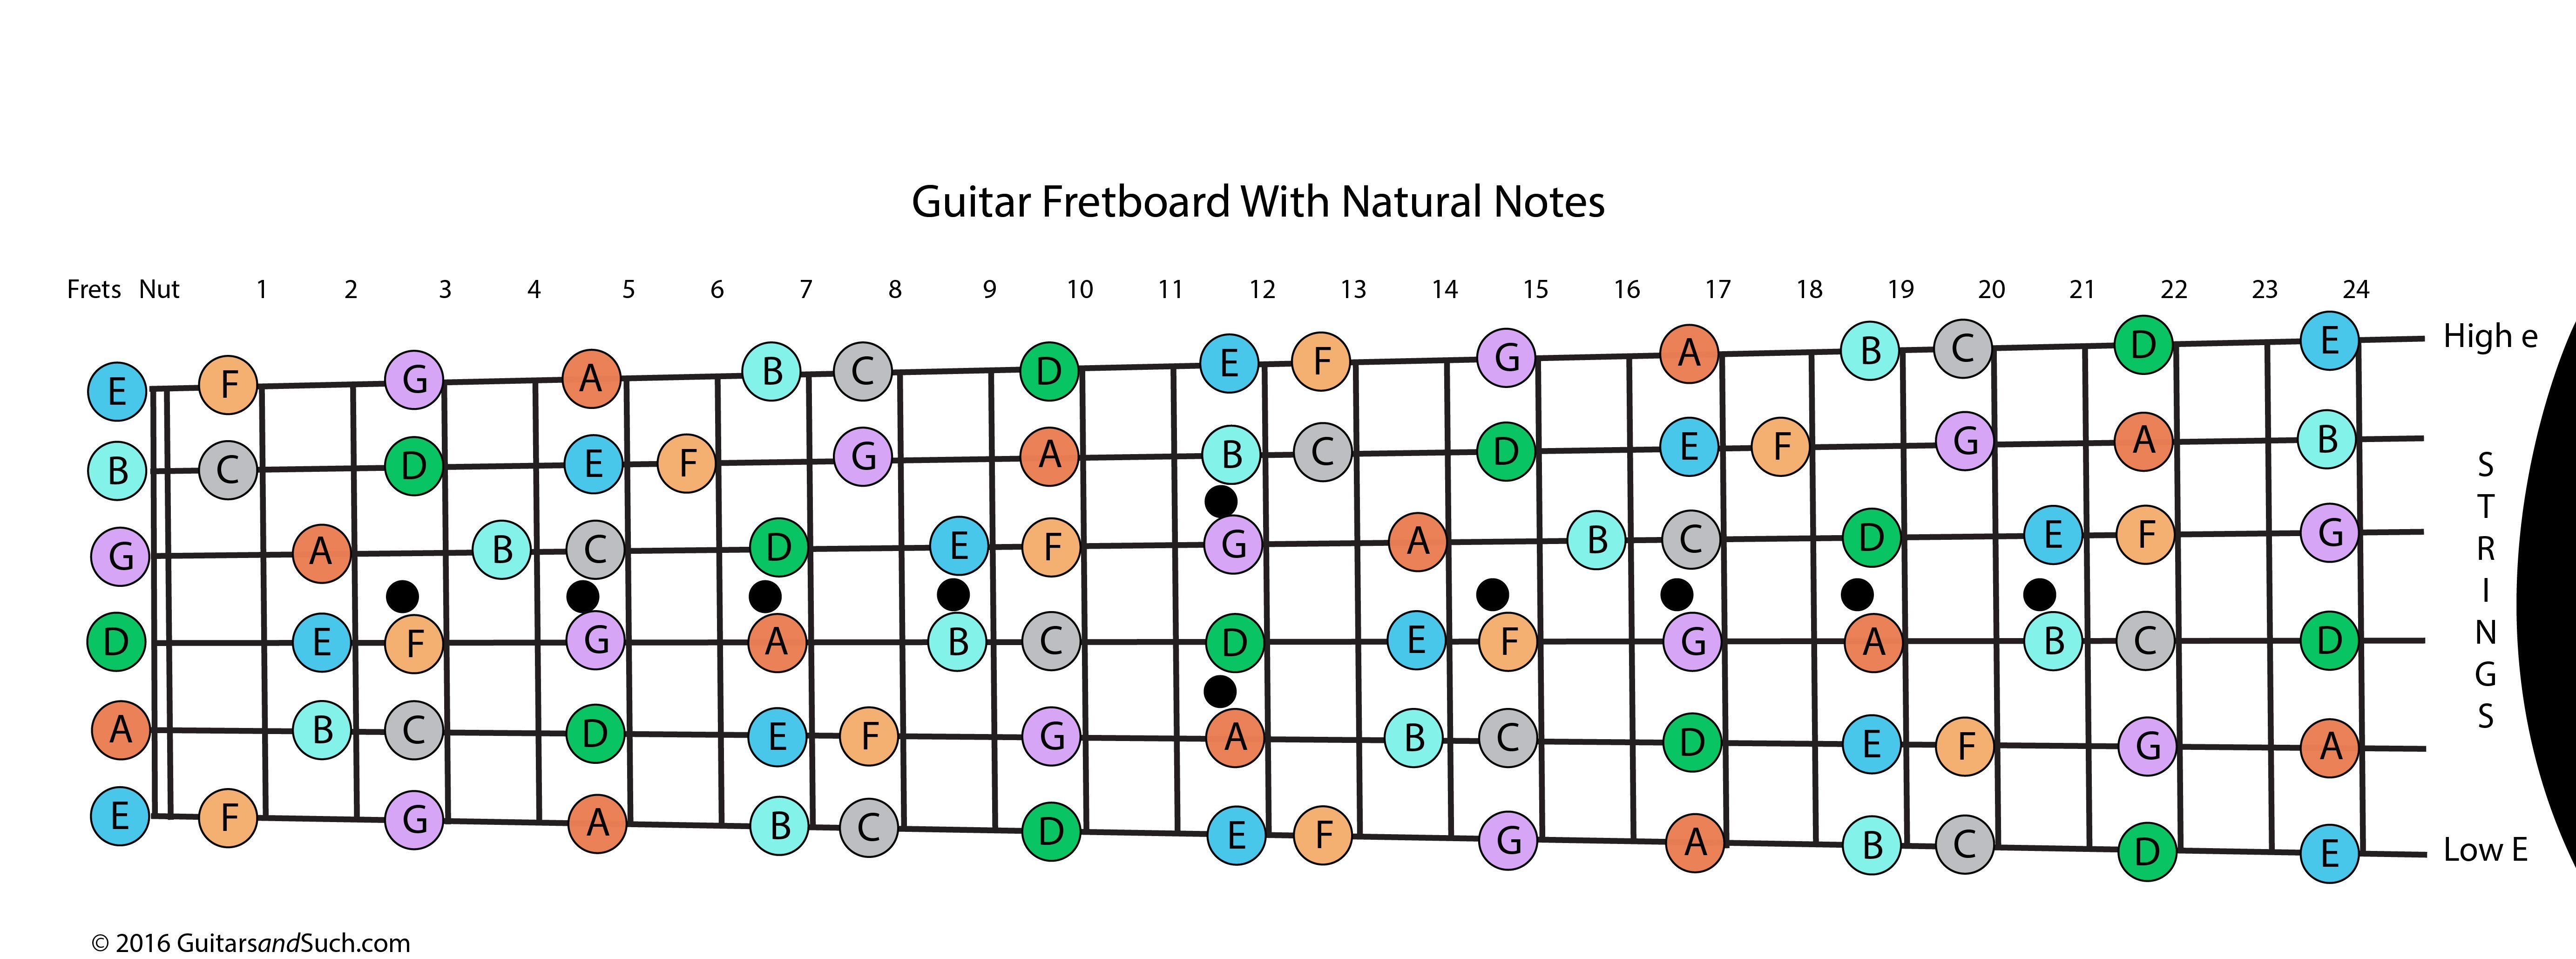 Guitar Fretboard With Natural Notes
Frets Nut 1 2 3 4 5 6 7 8 9 10 11 12 13 14 15 16 17 18 19 20 21 22 23 24
E F G A B C D E F G A B C D E High e
B C D E F G A B C D E F G A B
G A B C D E F G A B C D E F G
D E F G A B C D E F G A B C D
A B C D E F G A B C D E F G A
E F G A B C D E F G A B C D E Low E
S
T
R
I
N
G
S
© 2016 GuitarsandSuch.com